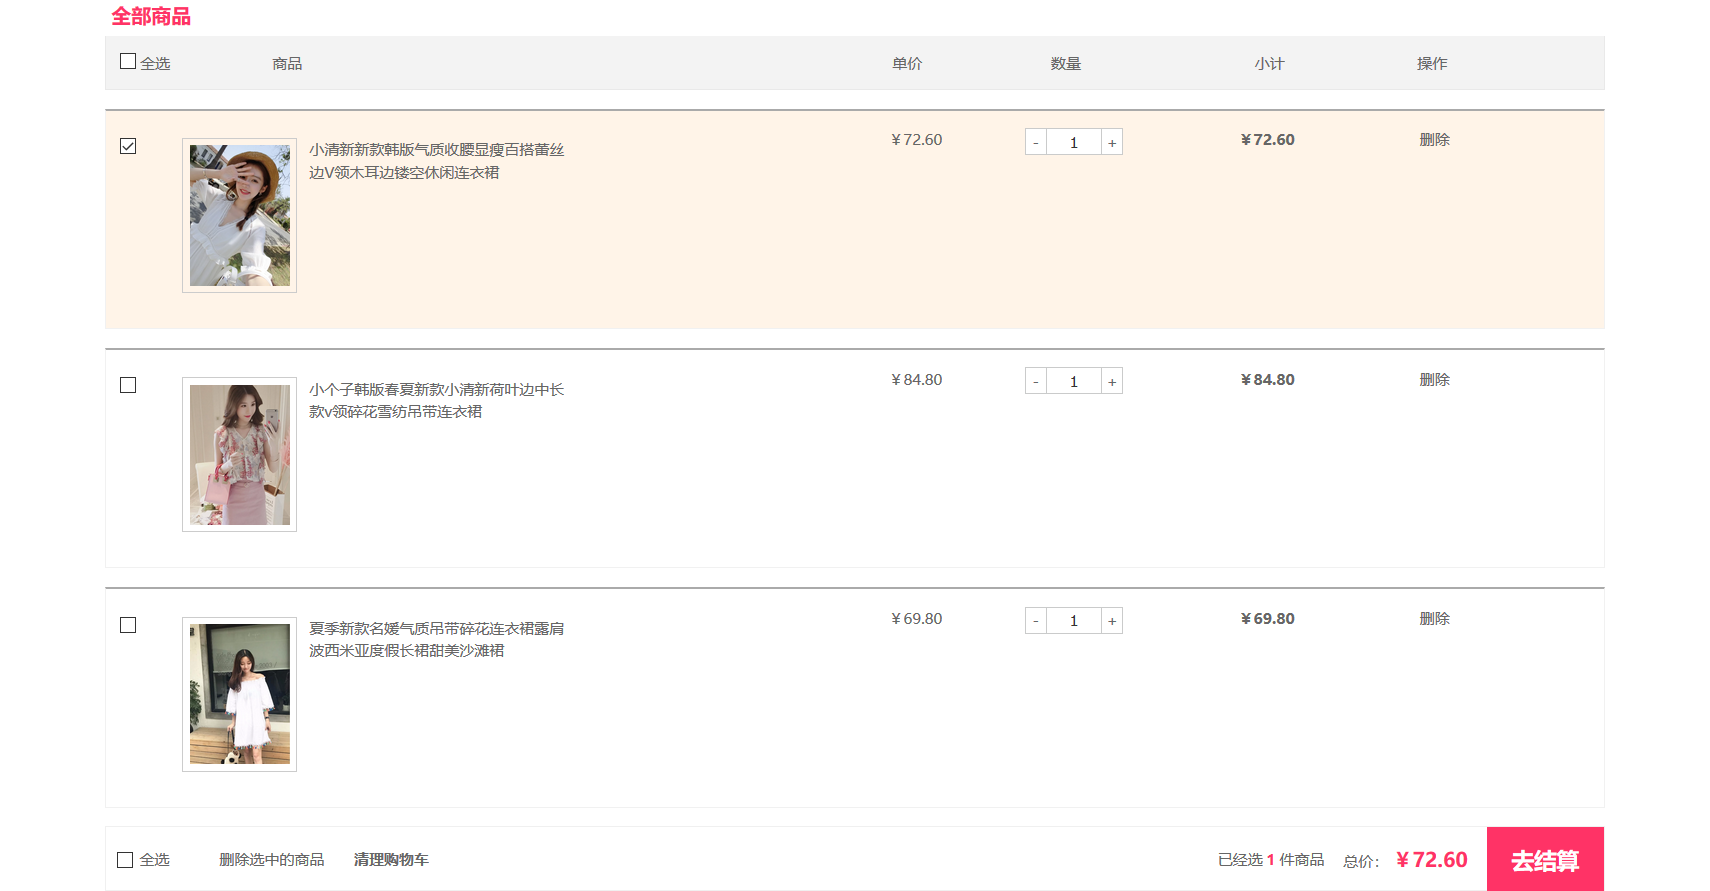 全部商品
全选 商品 单价 数量 小计 操作
小清新新款韩版气质收腰显瘦百搭蕾丝
边V领木耳边镂空休闲连衣裙
￥72.60 - 1 + ￥72.60 删除
小个子韩版春夏新款小清新荷叶边中长
款v领碎花雪纺吊带连衣裙
￥84.80 - 1 + ￥84.80 删除
夏季新款名媛气质吊带碎花连衣裙露肩
波西米亚度假长裙甜美沙滩裙
￥69.80 - 1 + ￥69.80 删除
全选 删除选中的商品 清理购物车 已经选 1 件商品 总价： ￥72.60 去结算